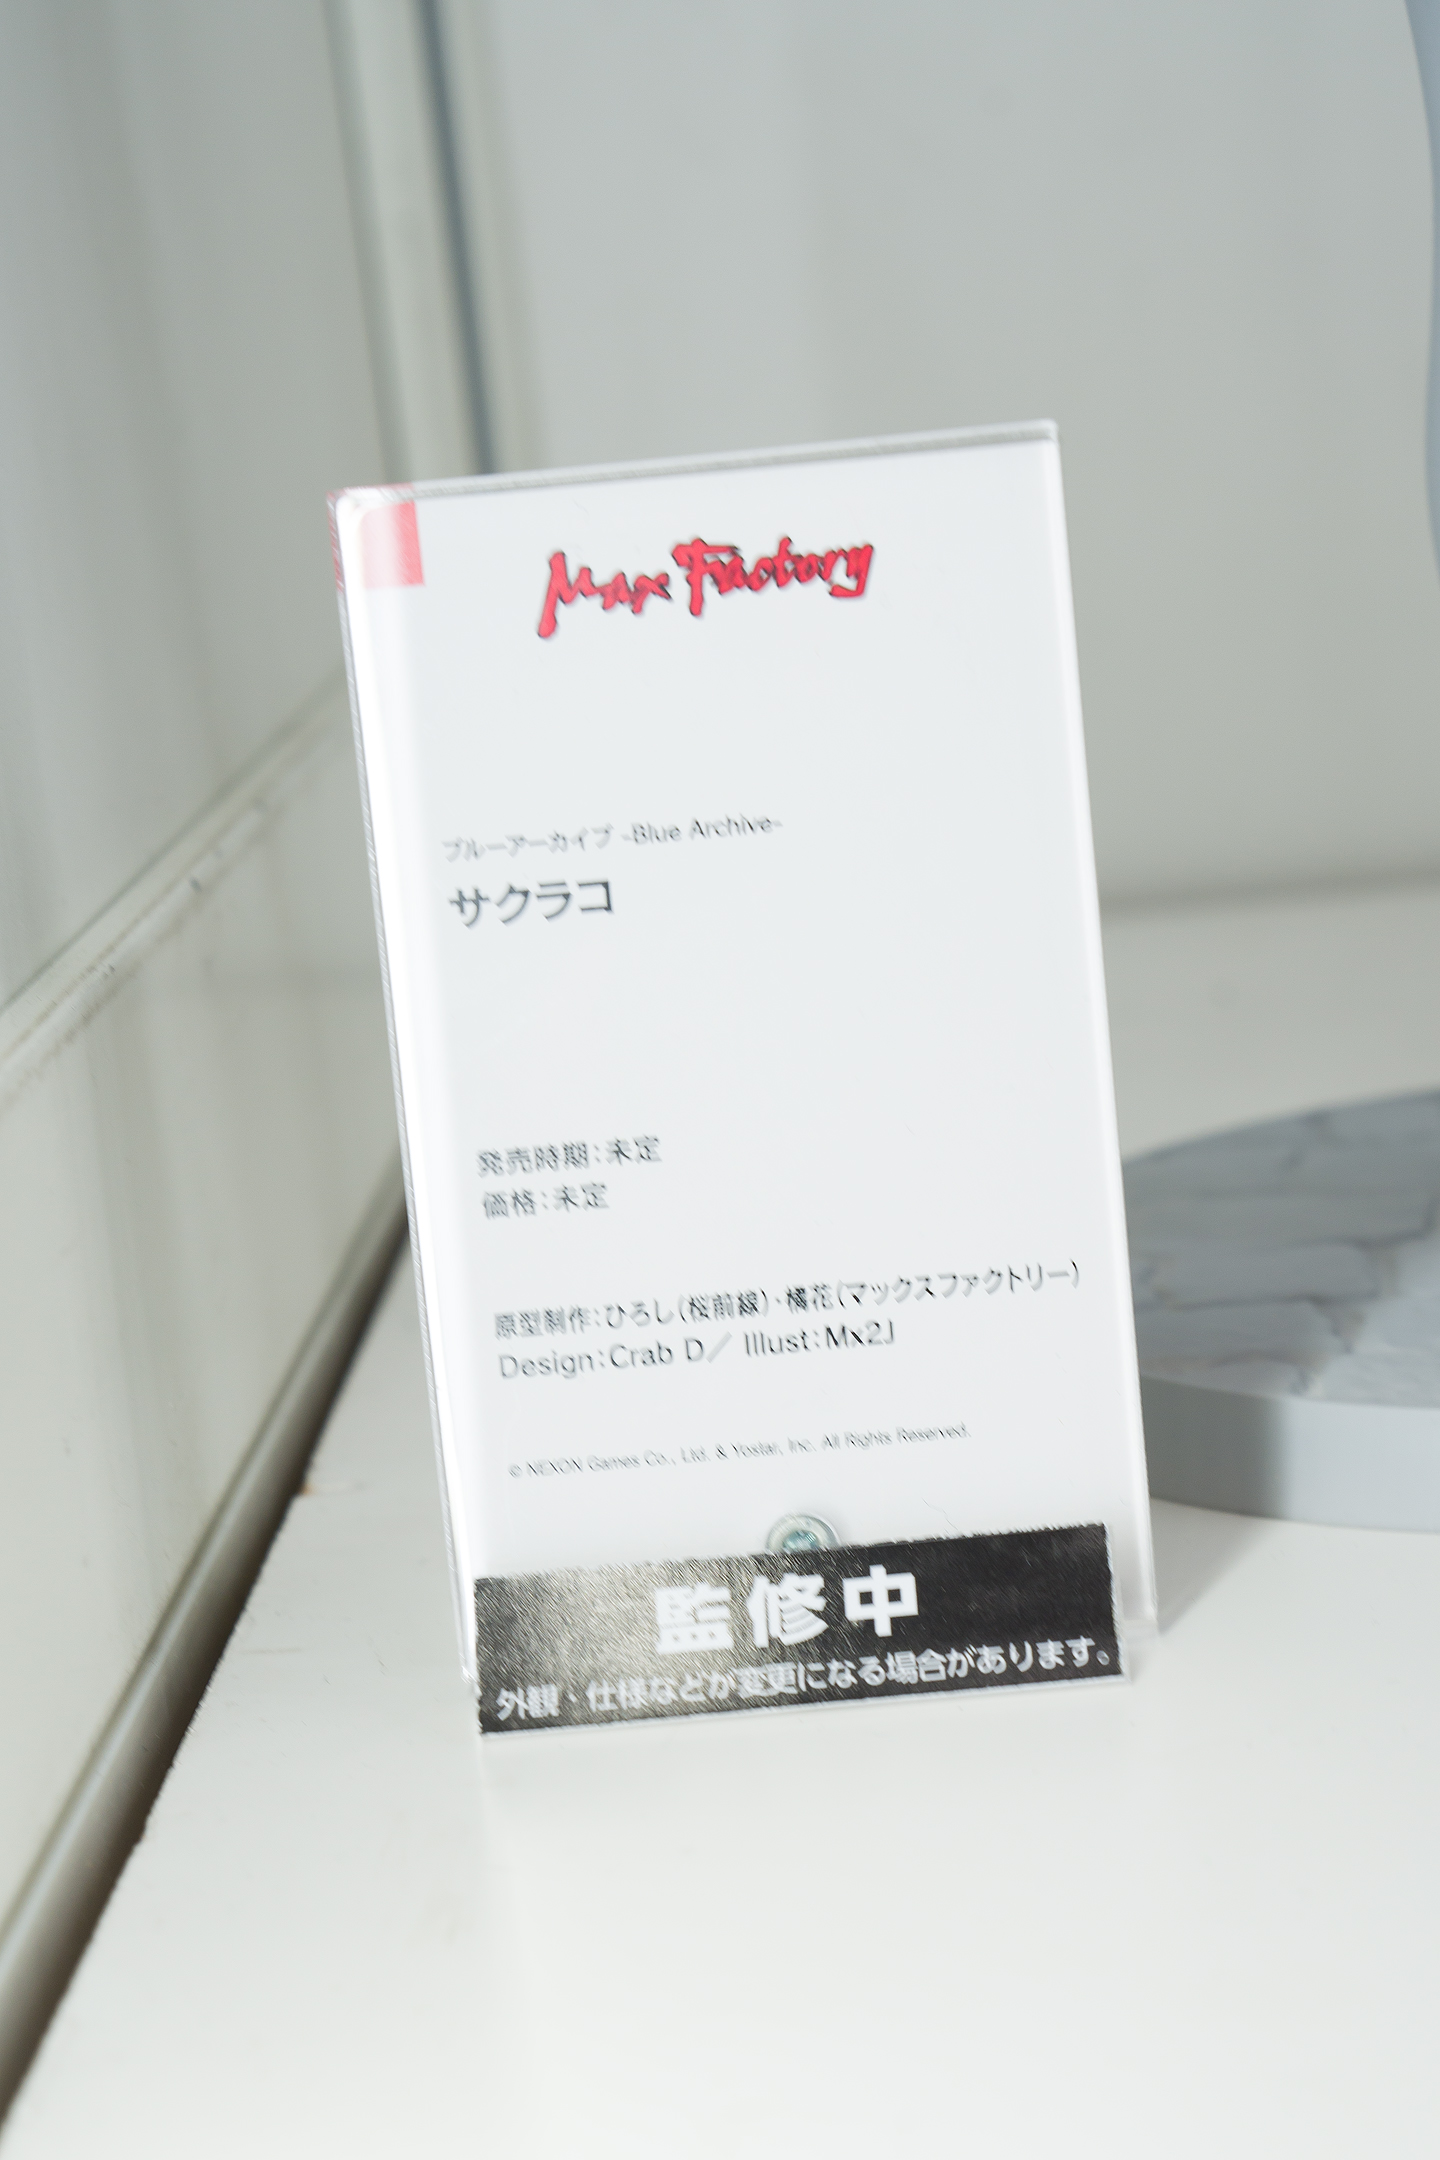 Max Factory
ブルーアーカイブ -Blue Archive-
サクラコ
発売時期：未定
価格：未定
原型制作：ひろし（桜前線）・橘花（マックスファクトリー）
Design：Crab D／ Illust：Mx2J
© NEXON Games Co., Ltd. & Yostar, Inc. All Rights Reserved.
監修中
外観・仕様などが変更になる場合があります。